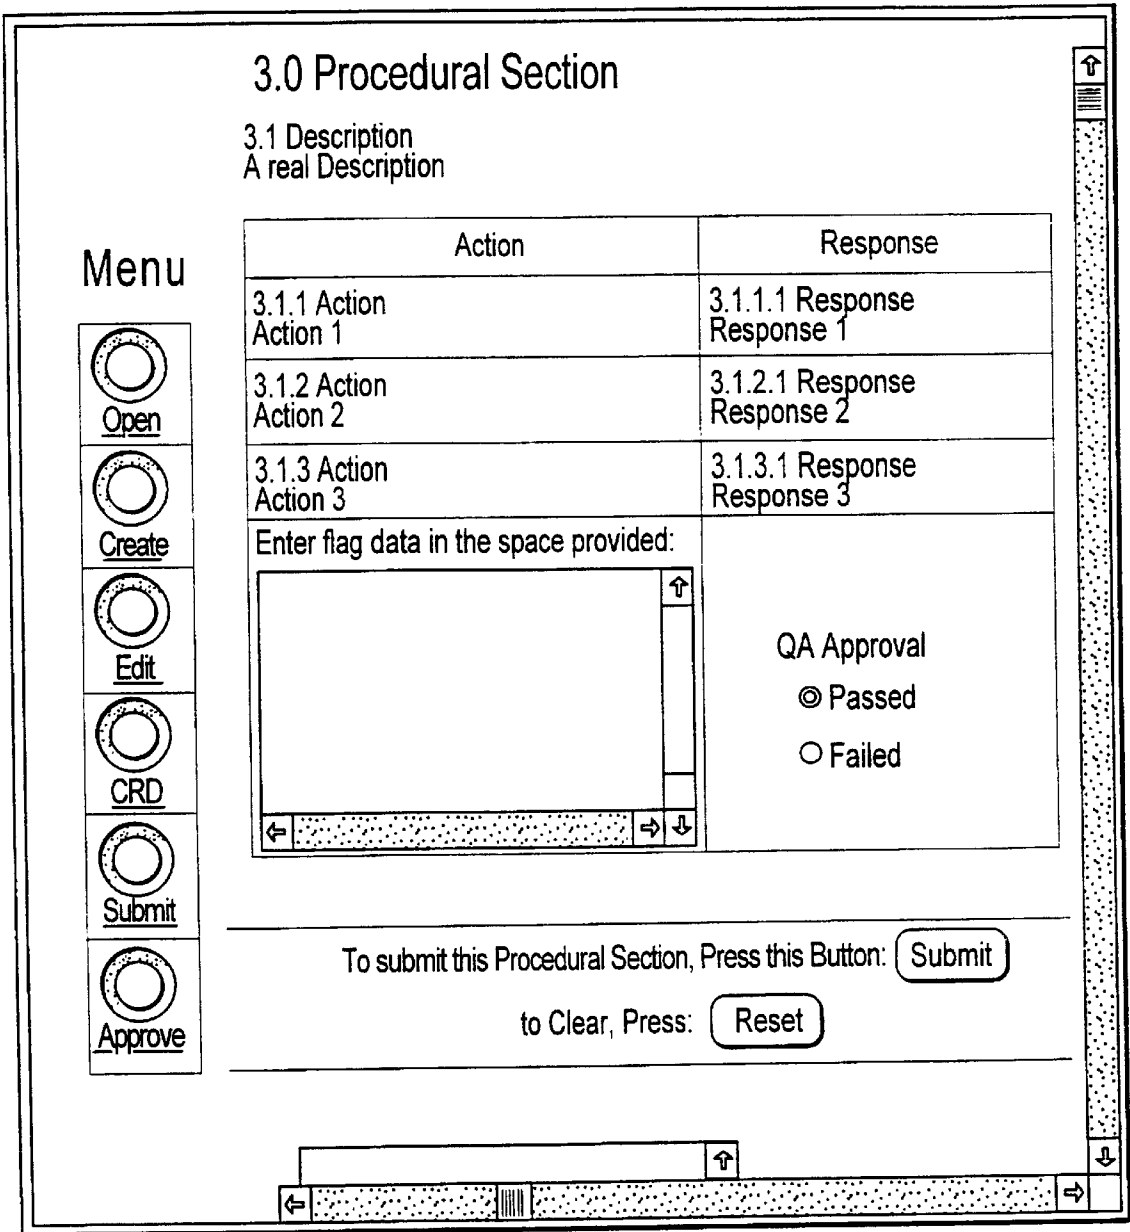 3.0 Procedural Section
3.1 Description
A real Description
Menu
Open
Create
Edit
CRD
Submit
Approve
Action
Response
3.1.1 Action
Action 1
3.1.1.1 Response
Response 1
3.1.2 Action
Action 2
3.1.2.1 Response
Response 2
3.1.3 Action
Action 3
3.1.3.1 Response
Response 3
Enter flag data in the space provided:
QA Approval
Passed
Failed
To submit this Procedural Section, Press this Button: Submit
to Clear, Press: Reset